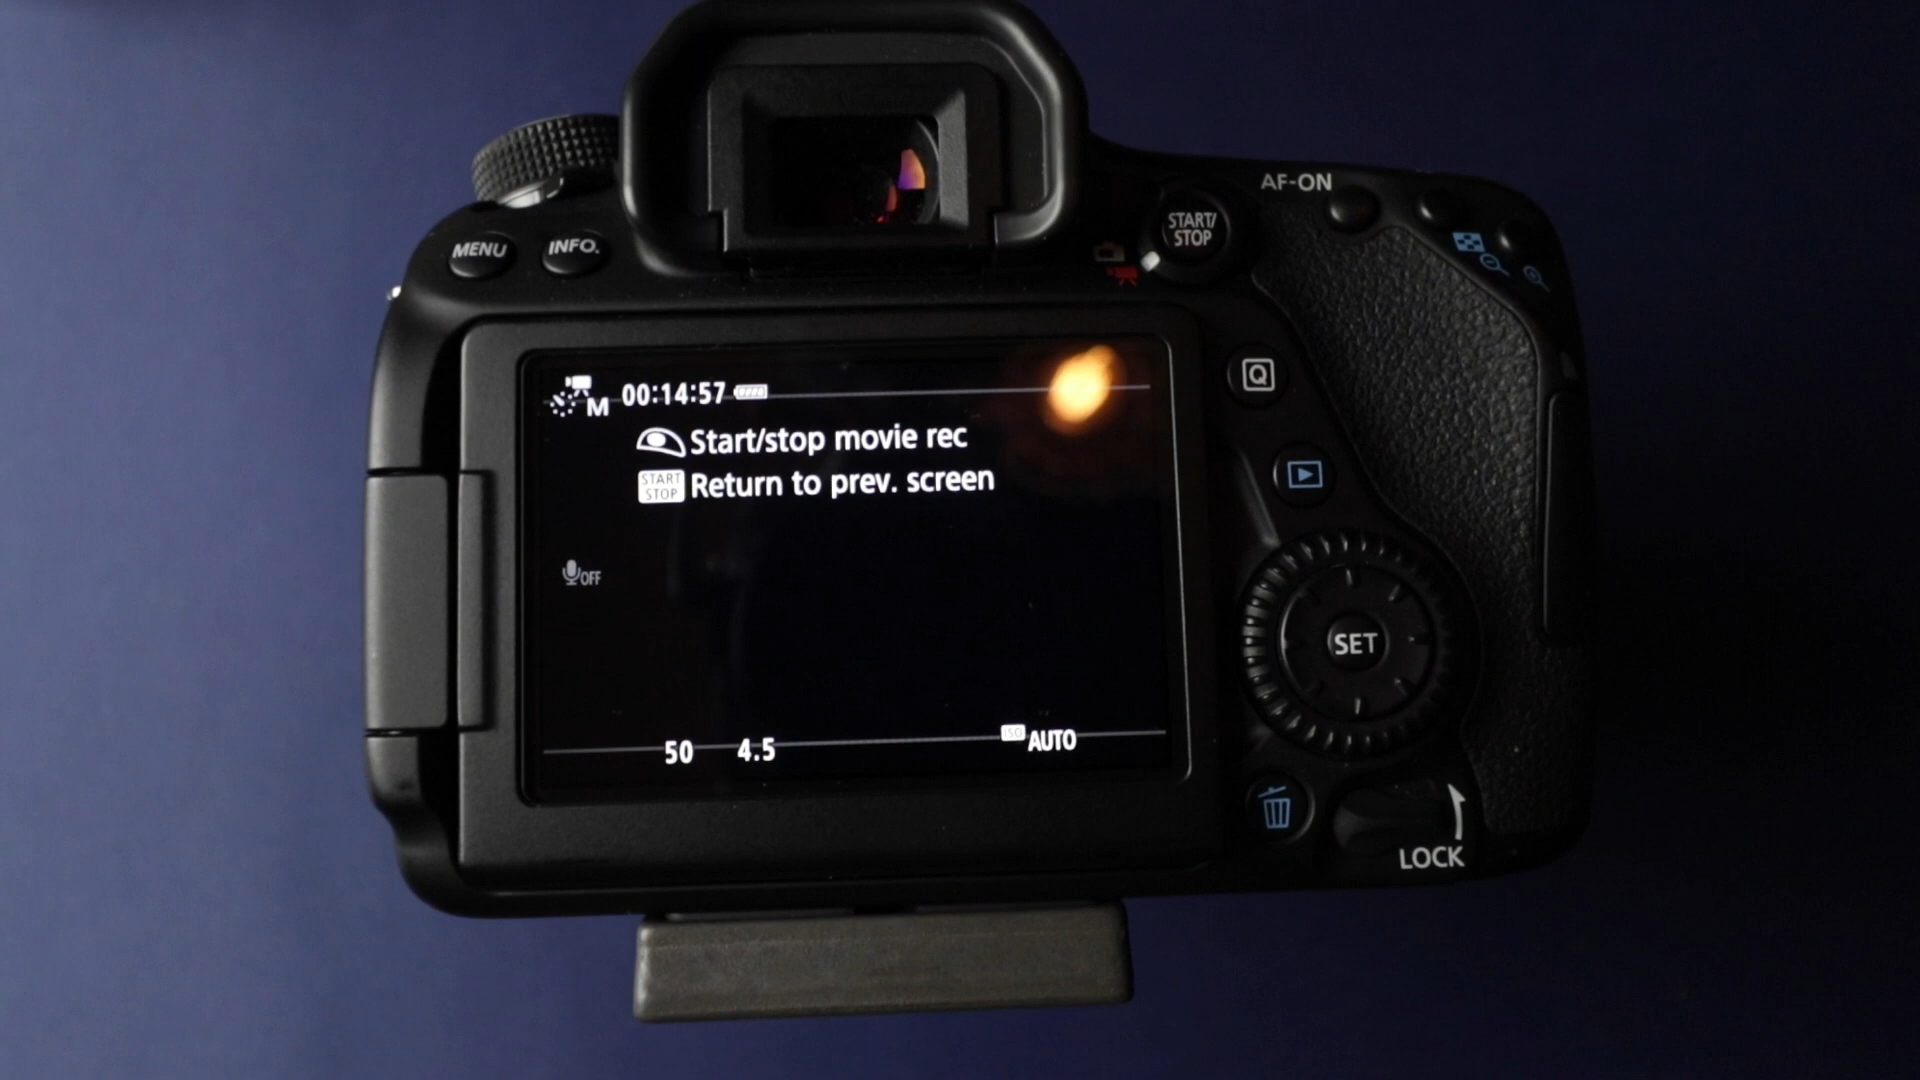 AF-ON
START/
STOP
MENU
INFO.
Q
M 00:14:57
Start/stop movie rec
START
STOP Return to prev. screen
OFF
SET
50 4.5 ISO AUTO
LOCK